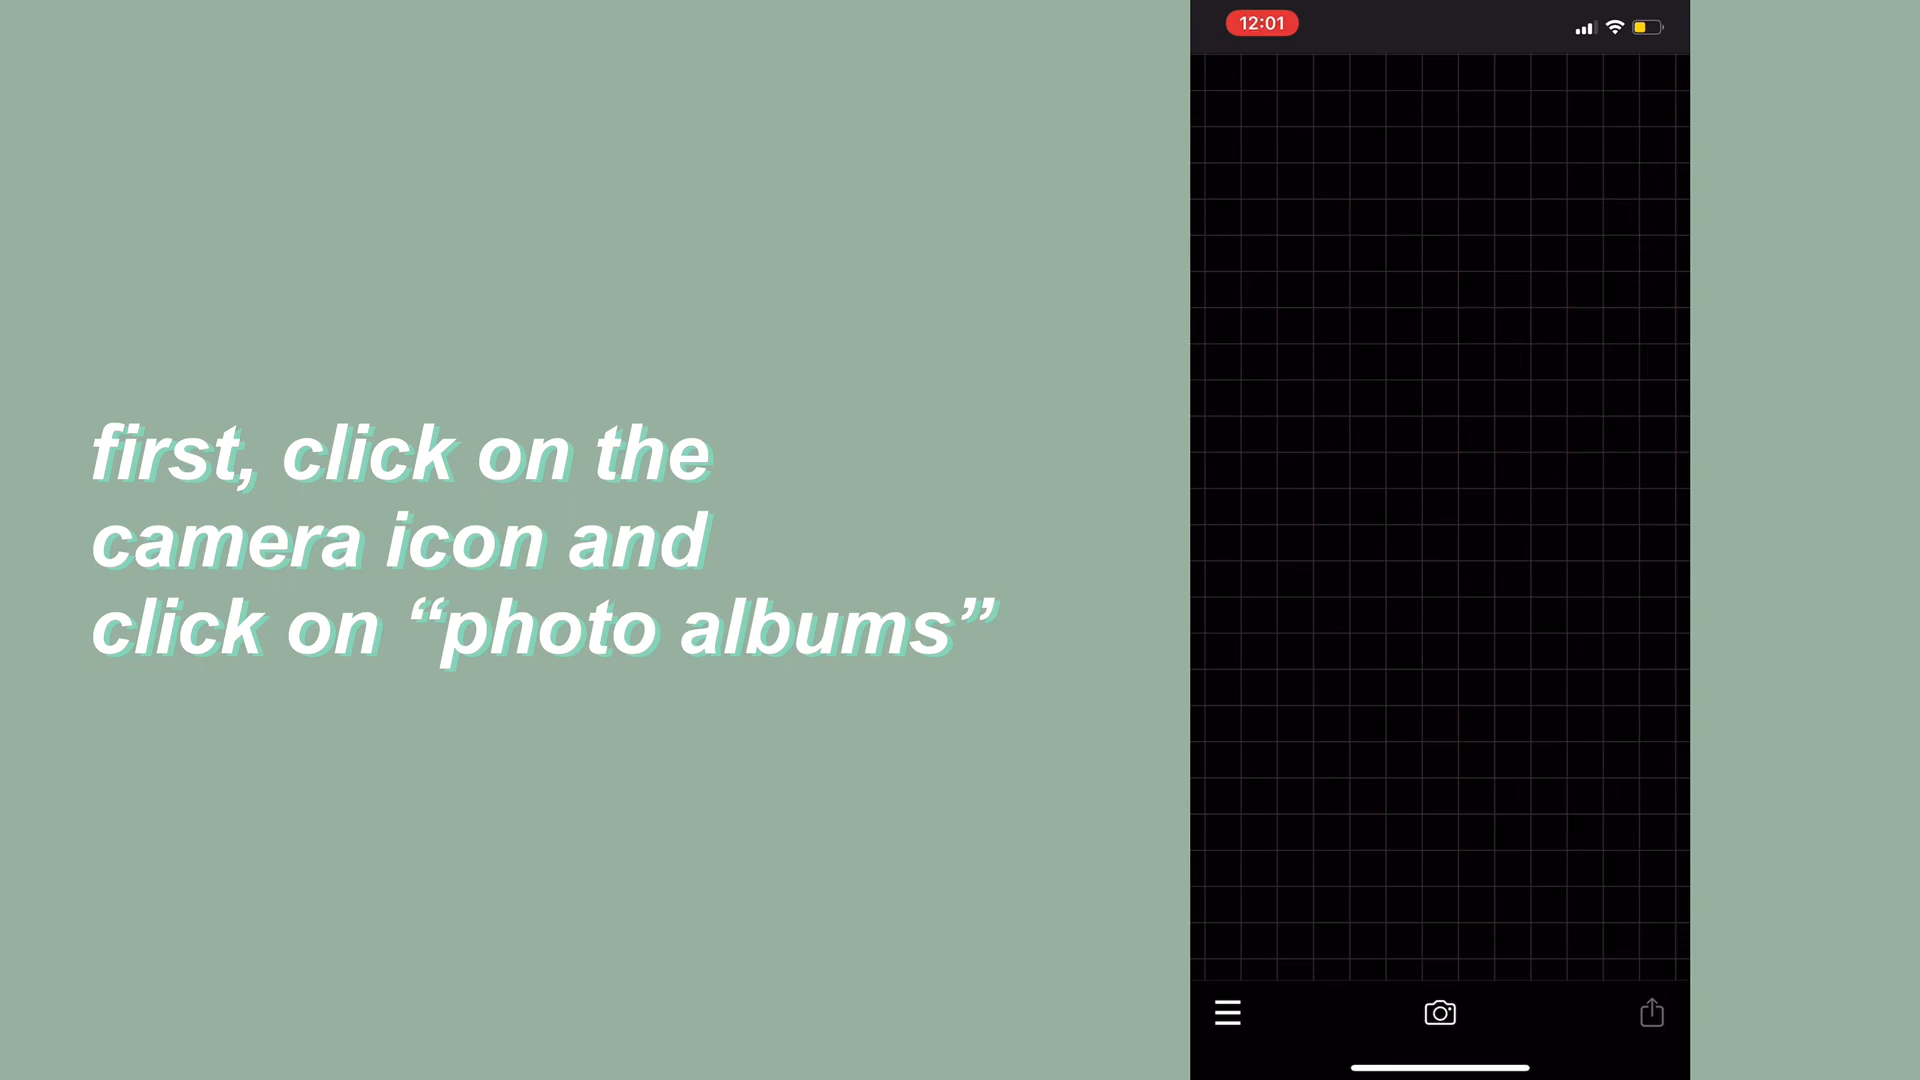 first, click on the
camera icon and
click on “photo albums”
12:01